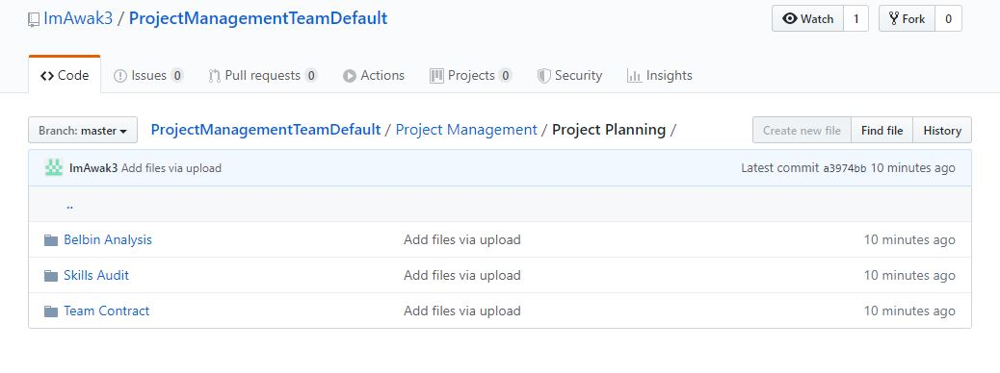 ImAwak3 / ProjectManagementTeamDefault Watch 1 Fork 0
Code Issues 0 Pull requests 0 Actions Projects 0 Security Insights
Branch: master ProjectManagementTeamDefault / Project Management / Project Planning / Create new file Find file History
ImAwak3 Add files via upload Latest commit a3974bb 10 minutes ago
..
Belbin Analysis Add files via upload 10 minutes ago
Skills Audit Add files via upload 10 minutes ago
Team Contract Add files via upload 10 minutes ago